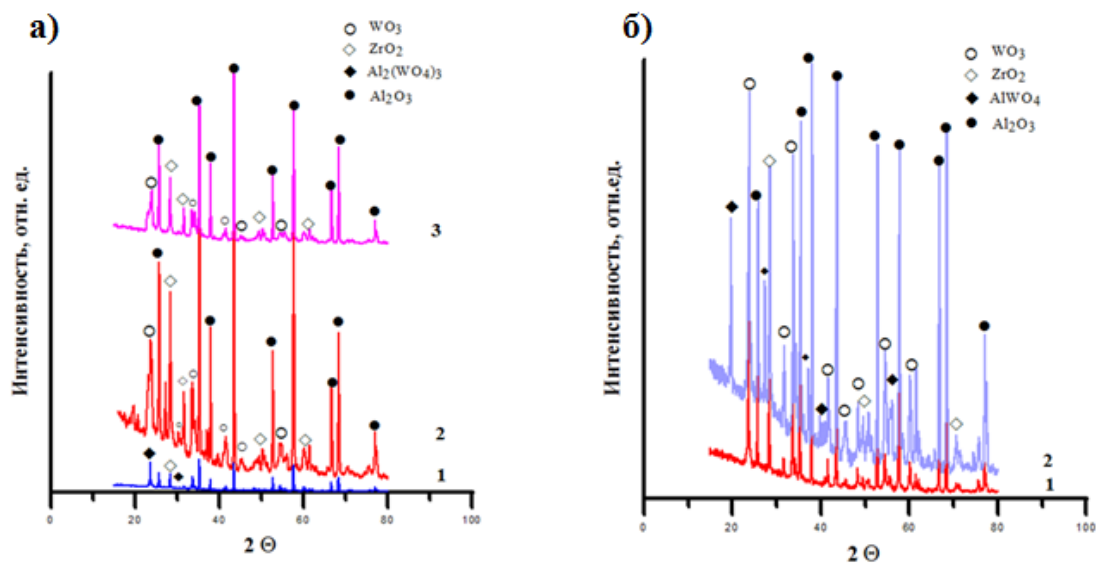 а)
WO3
ZrO2
Al2(WO4)3
Al2O3
Интенсивность, отн. ед.
3
2
1
0 20 40 60 80 100
2 Θ
б)
WO3
ZrO2
AlWO4
Al2O3
Интенсивность, отн.ед.
2
1
0 20 40 60 80 100
2 Θ